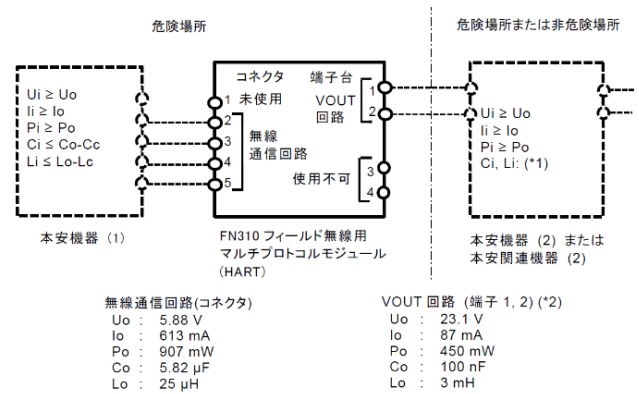 危険場所
危険場所または非危険場所
Ui ≥ Uo
Ii ≥ Io
Pi ≥ Po
Ci ≤ Co-Cc
Li ≤ Lo-Lc
本安機器 (1)
コネクタ
1 未使用
2
3
4
5
無線
通信回路
端子台
VOUT
回路
1
2
使用不可
3
4
FN310 フィールド無線用
マルチプロトコルモジュール
(HART)
Ui ≥ Uo
Ii ≥ Io
Pi ≥ Po
Ci, Li: (*1)
本安機器 (2) または
本安関連機器 (2)
無線通信回路(コネクタ)
Uo : 5.88 V
Io : 613 mA
Po : 907 mW
Co : 5.82 µF
Lo : 25 µH
VOUT 回路 (端子 1, 2) (*2)
Uo : 23.1 V
Io : 87 mA
Po : 450 mW
Co : 100 nF
Lo : 3 mH